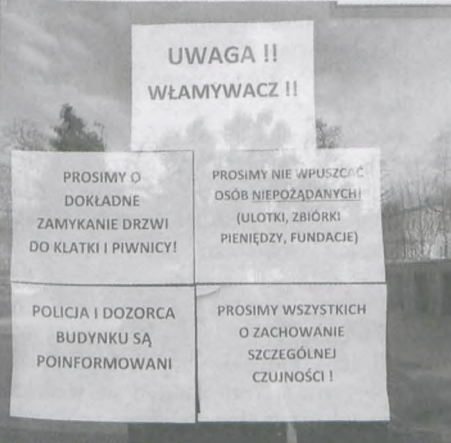 UWAGA !!
WŁAMYWACZ !!
PROSIMY O
DOKŁADNE
ZAMYKANIE DRZWI
DO KLATKI I PIWNICY!
PROSIMY NIE WPUSZCZAĆ
OSÓB NIEPOŻĄDANYCH!
(ULOTKI, ZBIÓRKI
PIENIĘDZY, FUNDACJE)
POLICJA I DOZORCA
BUDYNKU SĄ
POINFORMOWANI
PROSIMY WSZYSTKICH
O ZACHOWANIE
SZCZEGÓLNEJ
CZUJNOŚCI !